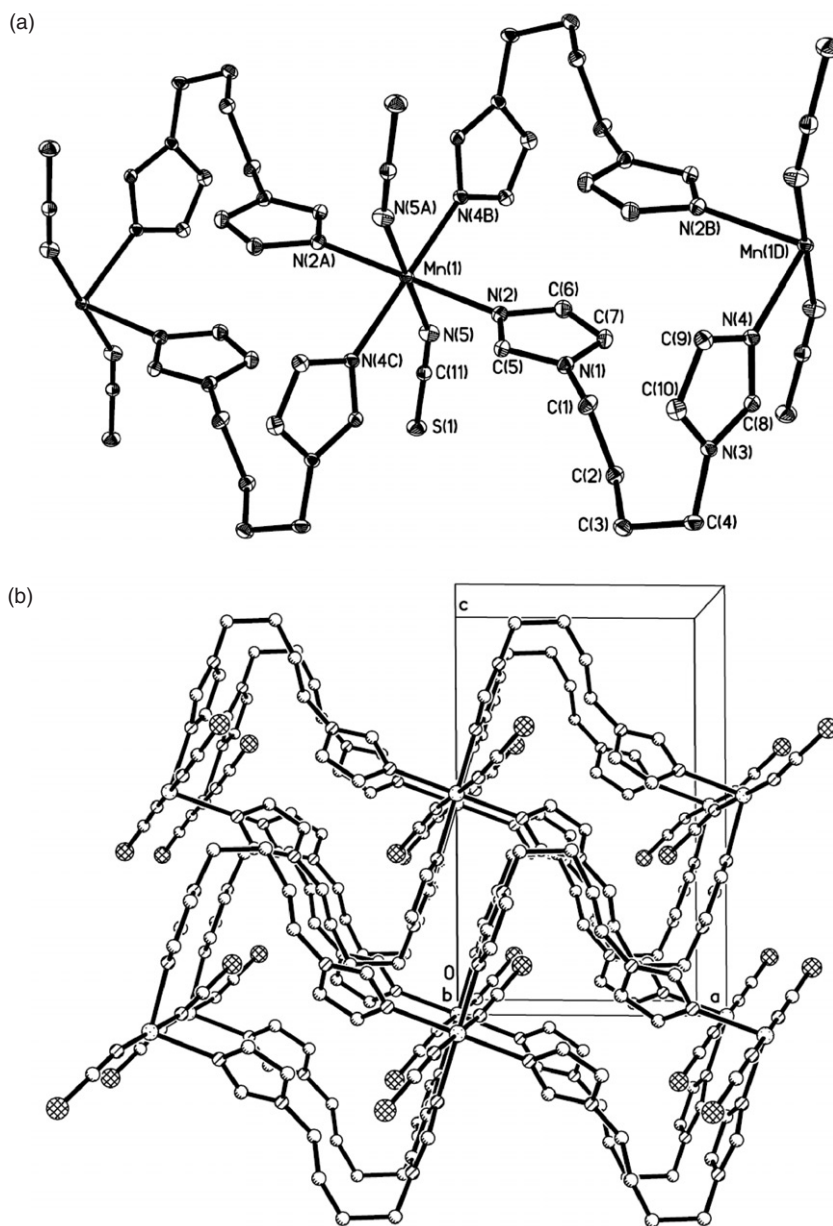 (a)
N(5A)
N(4B)
N(2B)
N(2A)
Mn(1)
Mn(1D)
N(2)
C(6)
C(7)
N(5)
C(9)
N(4)
N(4C)
C(11)
C(5)
N(1)
C(10)
S(1)
C(1)
C(8)
N(3)
C(2)
C(3)
C(4)
(b)
c
0
b
a